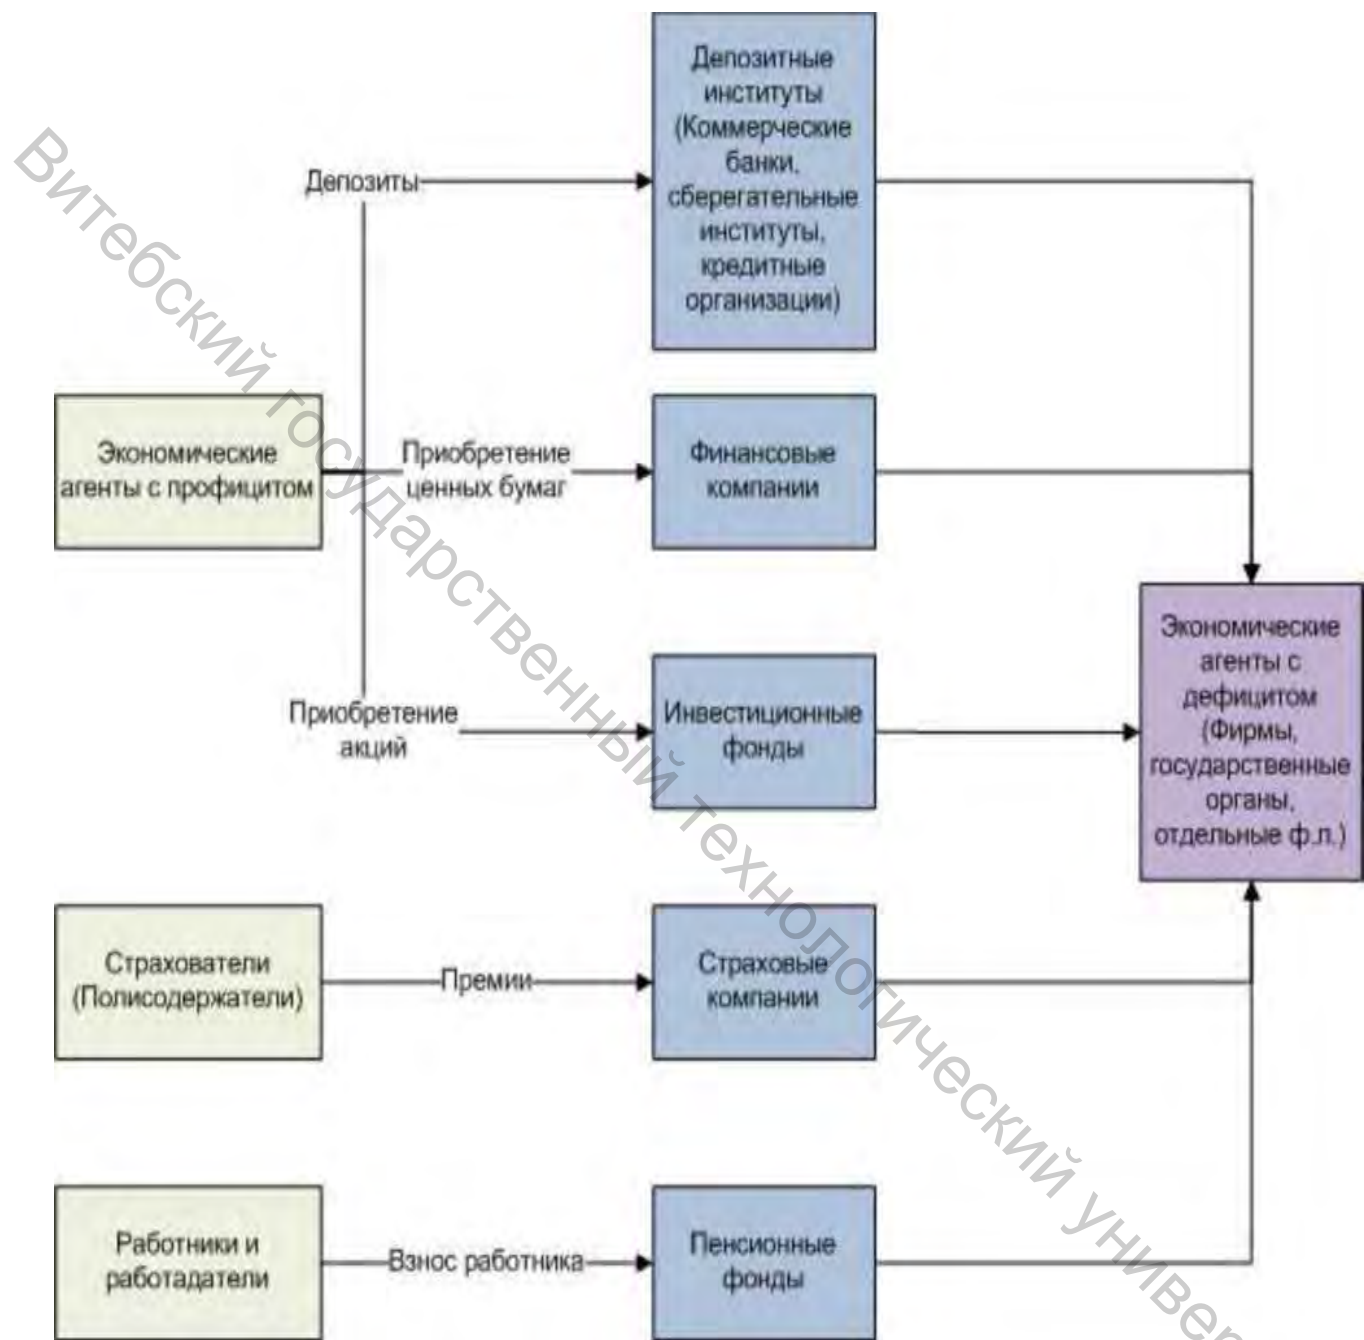 Депозитные
институты
(Коммерческие
банки,
сберегательные
институты,
кредитные
организации)
Депозиты
Экономические
агенты с профицитом
Приобретение
ценных бумаг
Финансовые
компании
Приобретение
акций
Инвестиционные
фонды
Экономические
агенты с
дефицитом
(Фирмы,
государственные
органы,
отдельные ф.л.)
Страхователи
(Полисодержатели)
Премии
Страховые
компании
Работники и
работадатели
Взнос работника
Пенсионные
фонды
Витебский государственный технологический универ